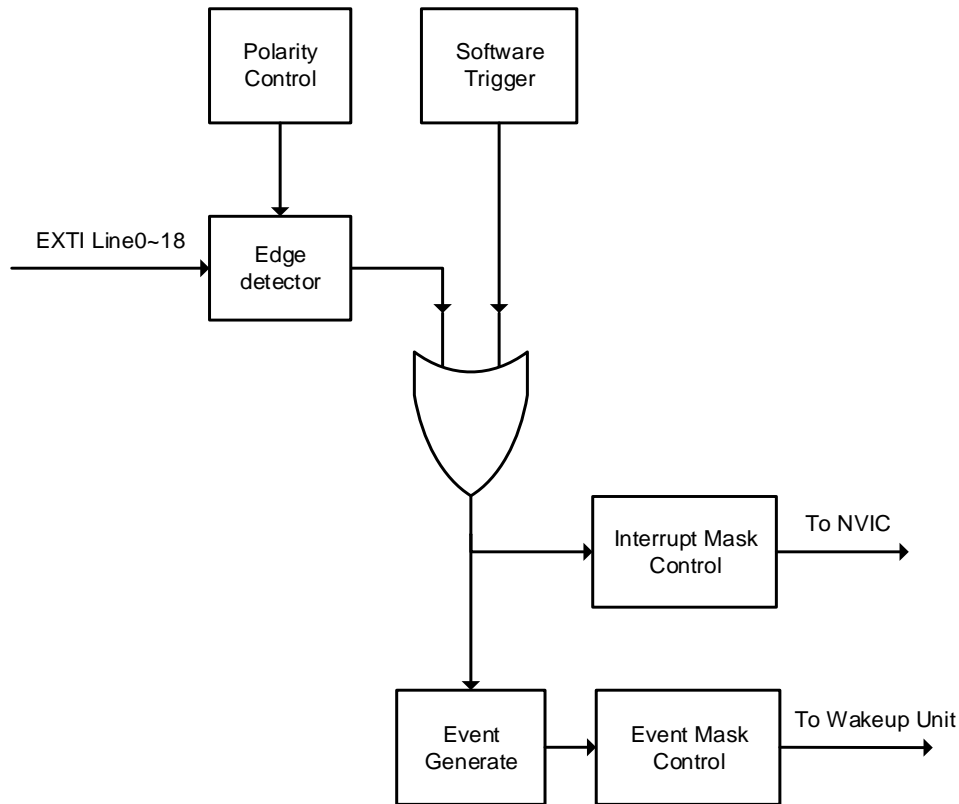 Polarity
Control
Software
Trigger
EXTI Line0~18
Edge
detector
To NVIC
Interrupt Mask
Control
To Wakeup Unit
Event
Generate
Event Mask
Control